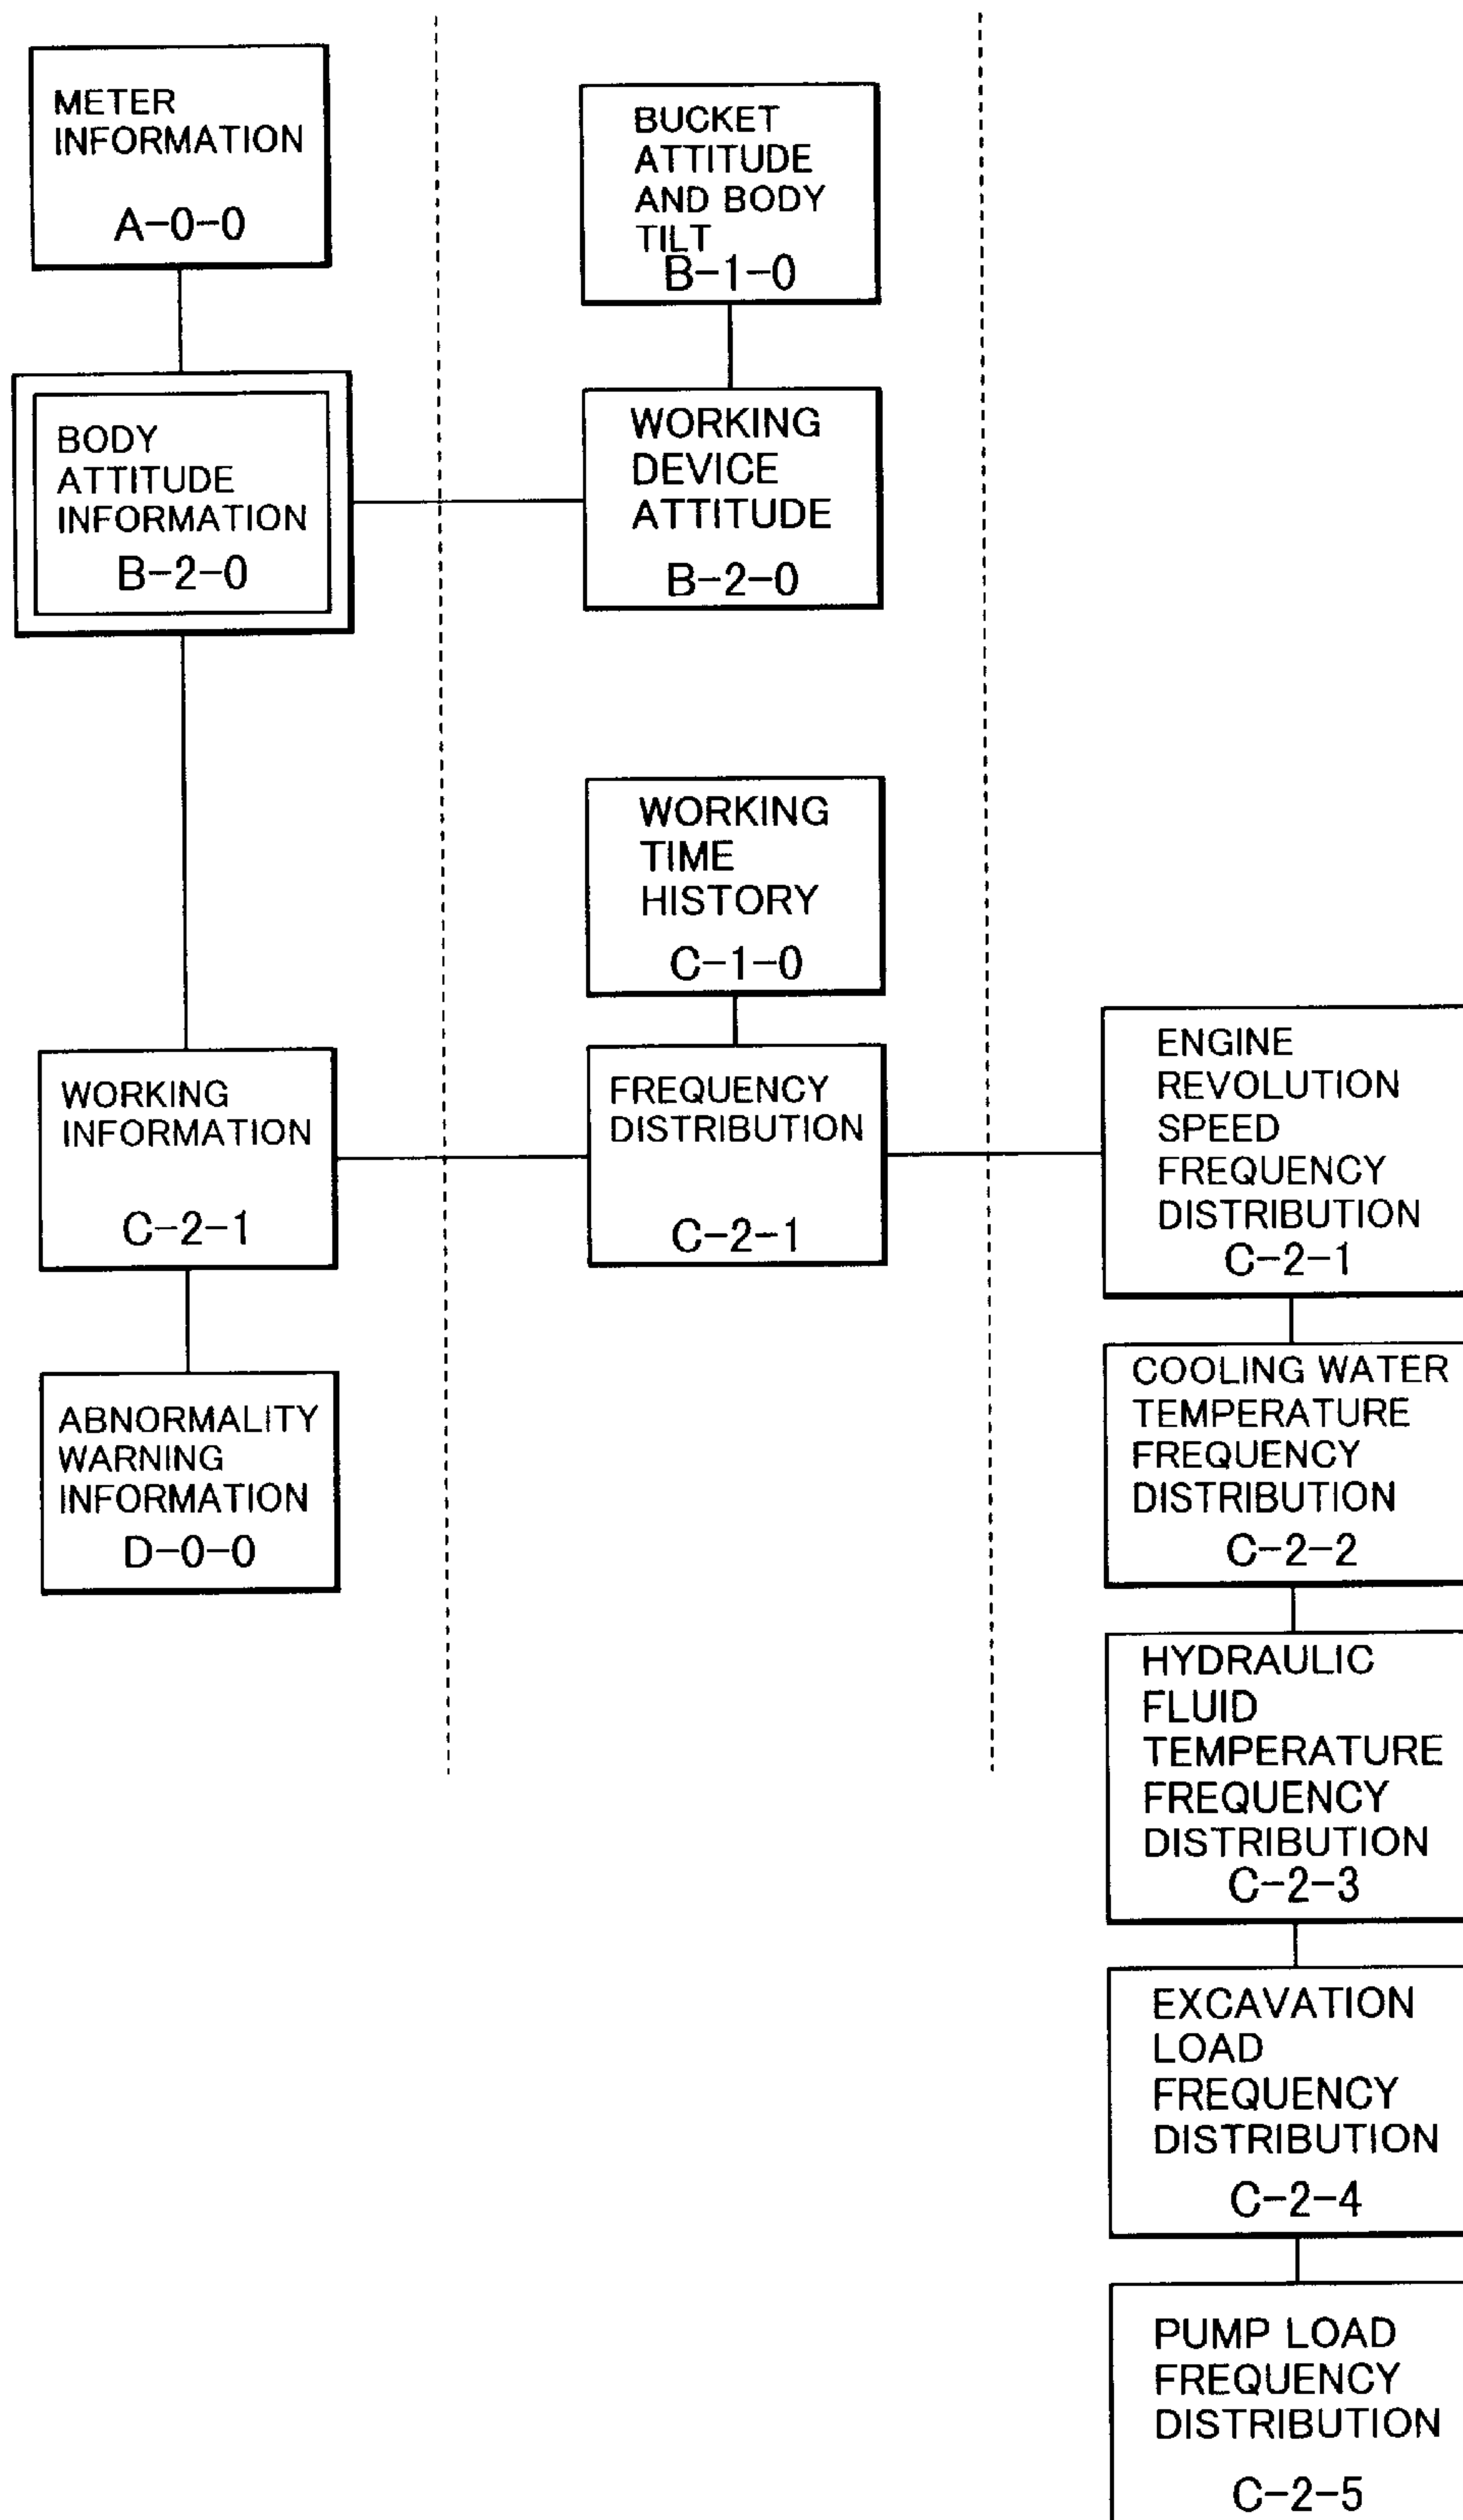 METER
INFORMATION
A-0-0
BODY
ATTITUDE
INFORMATION
B-2-0
WORKING
INFORMATION
C-2-1
ABNORMALITY
WARNING
INFORMATION
D-0-0
BUCKET
ATTITUDE
AND BODY
TILT
B-1-0
WORKING
DEVICE
ATTITUDE
B-2-0
WORKING
TIME
HISTORY
C-1-0
FREQUENCY
DISTRIBUTION
C-2-1
ENGINE
REVOLUTION
SPEED
FREQUENCY
DISTRIBUTION
C-2-1
COOLING WATER
TEMPERATURE
FREQUENCY
DISTRIBUTION
C-2-2
HYDRAULIC
FLUID
TEMPERATURE
FREQUENCY
DISTRIBUTION
C-2-3
EXCAVATION
LOAD
FREQUENCY
DISTRIBUTION
C-2-4
PUMP LOAD
FREQUENCY
DISTRIBUTION
C-2-5